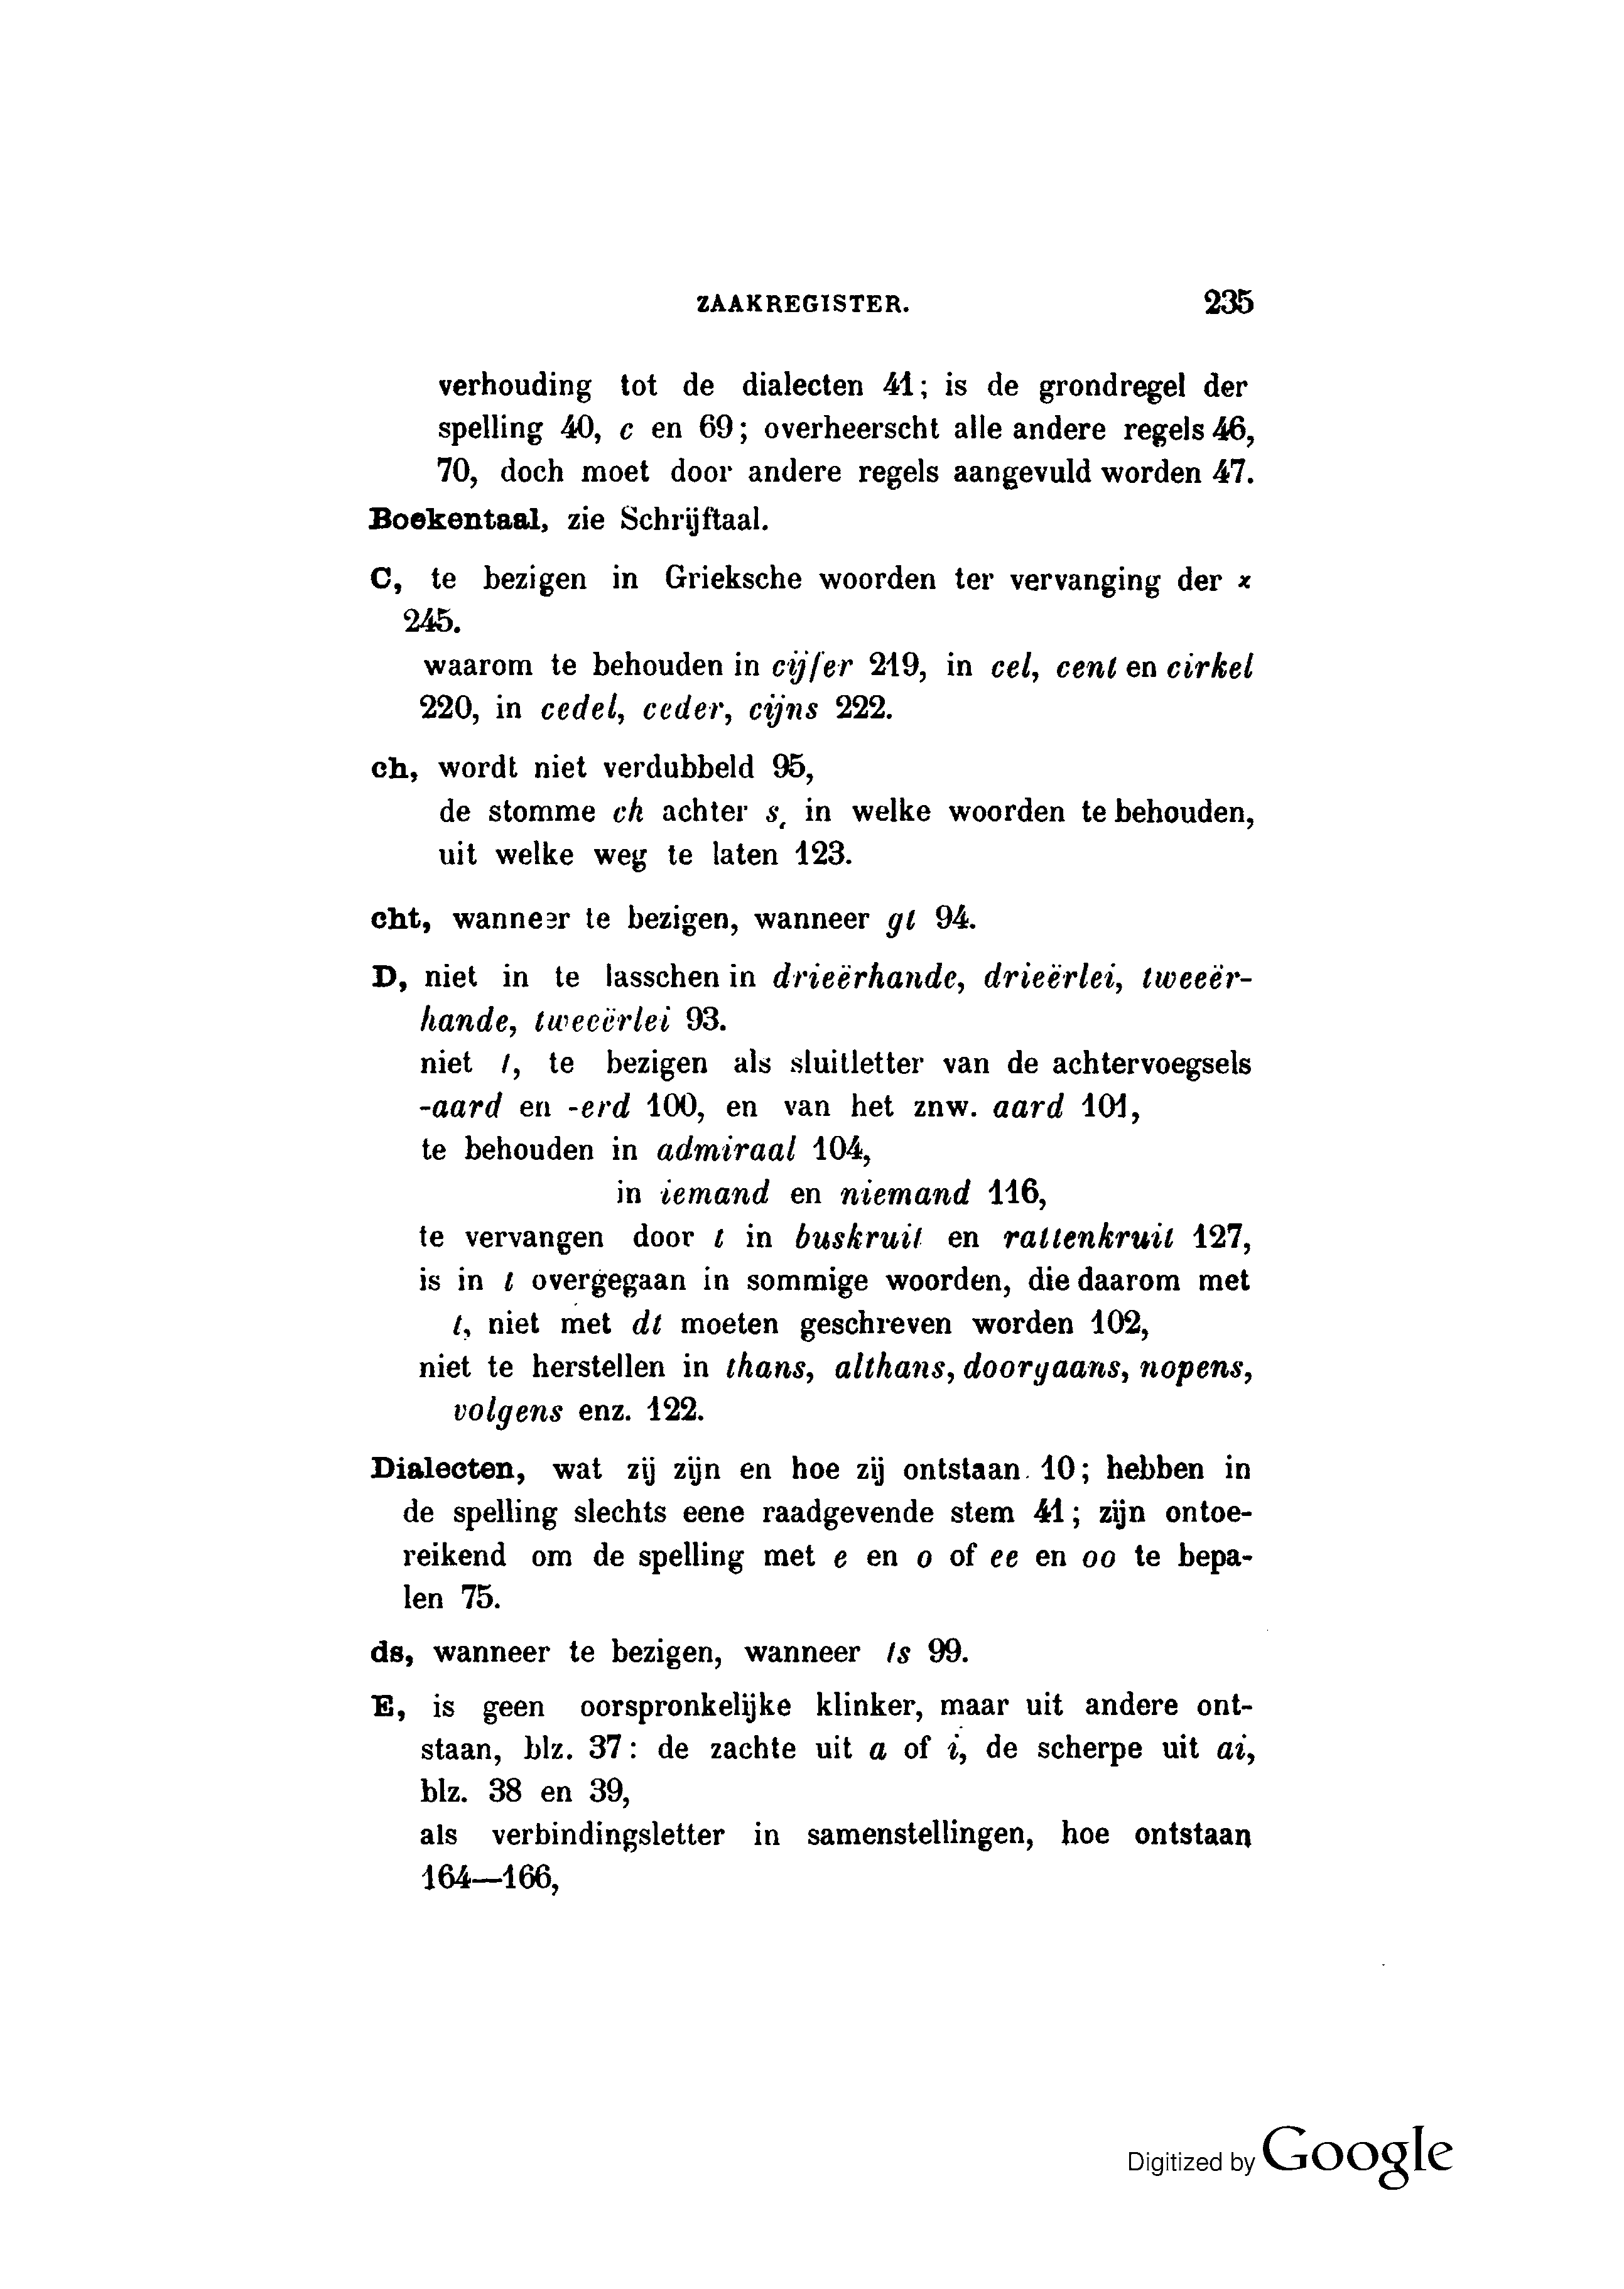 ZAAKREGISTER. 235
verhouding tot de dialecten 41; is de grondregel der
spelling 40, c en 69; overheerscht alle andere regels 46,
70, doch moet door andere regels aangevuld worden 47.
Boekentaal, zie Schrijftaal.
C, te bezigen in Grieksche woorden ter vervanging der ϰ
245.
waarom te behouden in cijfer 219, in cel, cent en cirkel
220, in cedel, ceder, cijns 222.
ch, wordt niet verdubbeld 95,
de stomme ch achter s, in welke woorden te behouden,
uit welke weg te laten 123.
cht, wanneer te bezigen, wanneer gt 94.
D, niet in te lasschen in drieërhande, drieërlei, tweeër-
hande, tweeërlei 93.
niet t, te bezigen als sluitletter van de achtervoegsels
-aard en -erd 100, en van het znw. aard 101,
te behouden in admiraal 104,
in iemand en niemand 116,
te vervangen door t in buskruit en rattenkruit 127,
is in t overgegaan in sommige woorden, die daarom met
t, niet met dt moeten geschreven worden 102,
niet te herstellen in thans, althans, doorgaans, nopens,
volgens enz. 122.
Dialecten, wat zij zijn en hoe zij ontstaan 10; hebben in
de spelling slechts eene raadgevende stem 41; zijn ontoe-
reikend om de spelling met e en o of ee en oo te bepa-
len 75.
ds, wanneer te bezigen, wanneer ts 99.
E, is geen oorspronkelijke klinker, maar uit andere ont-
staan, blz. 37: de zachte uit a of i, de scherpe uit ai,
blz. 38 en 39,
als verbindingsletter in samenstellingen, hoe ontstaan
164—166,
Digitized by Google